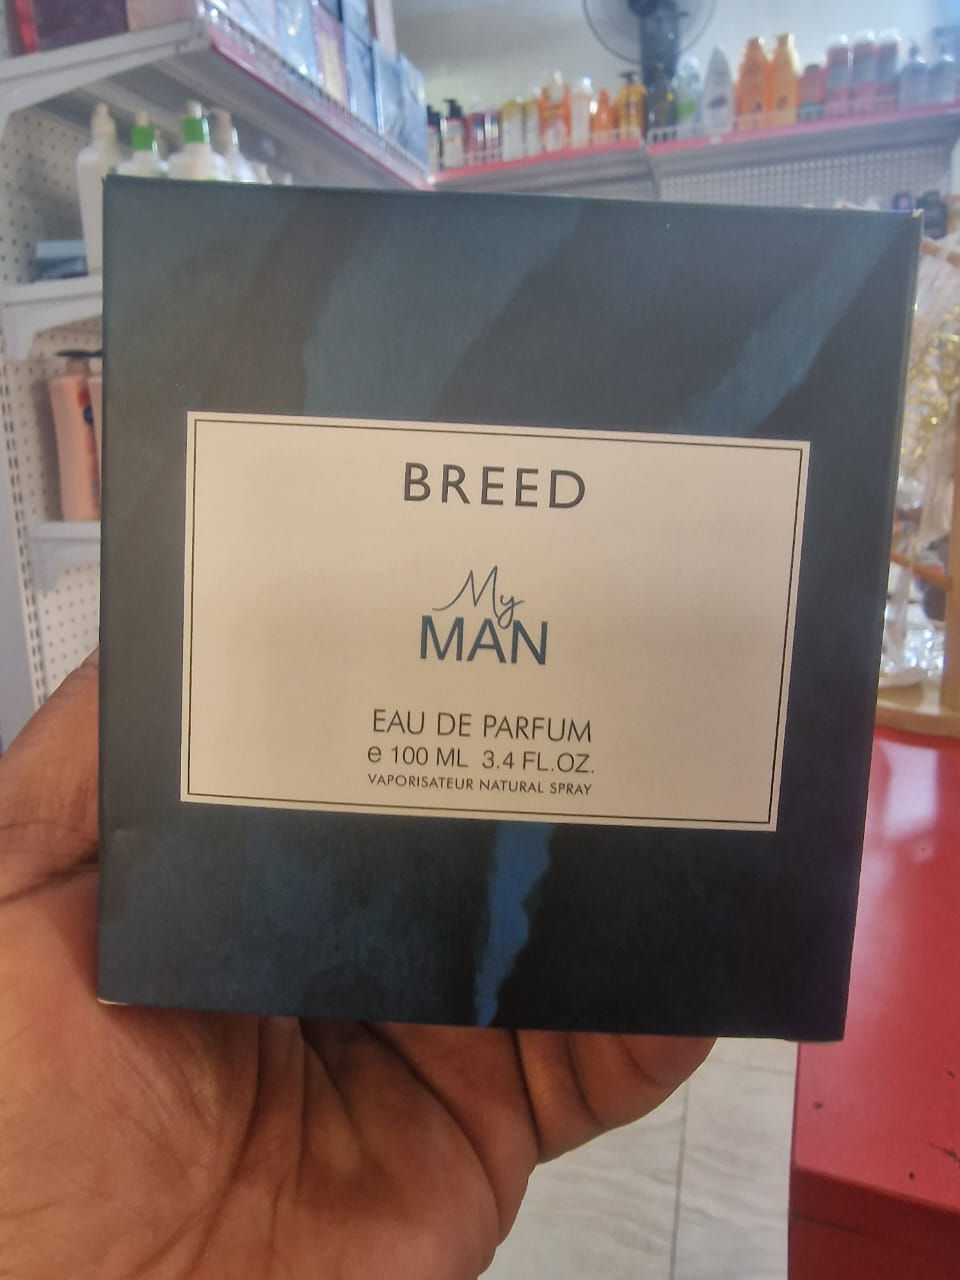 BREED
My
MAN
EAU DE PARFUM
e 100 ML 3.4 FL.OZ.
VAPORISATEUR NATURAL SPRAY